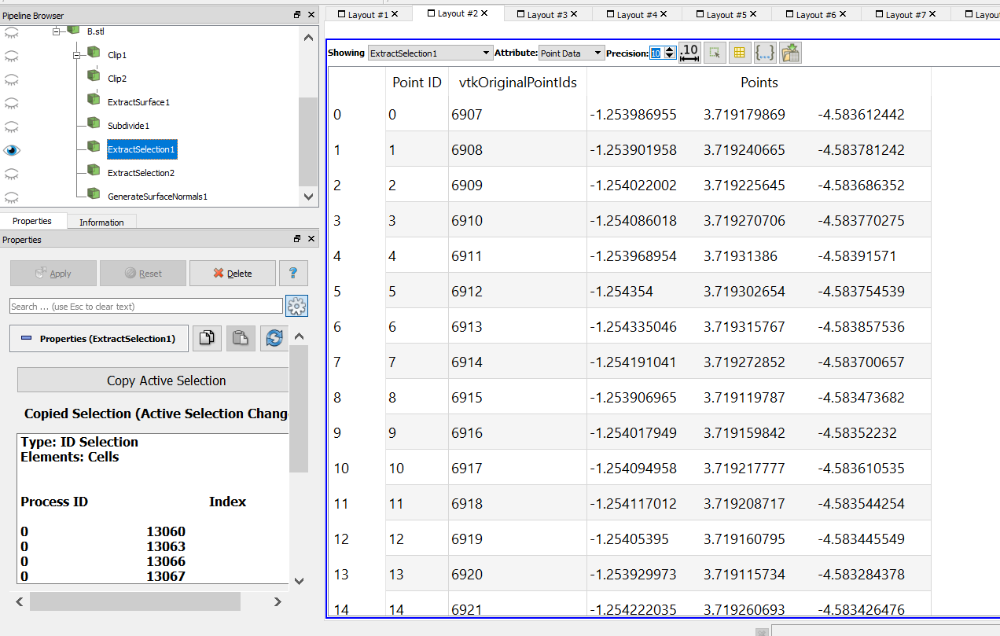 Pipeline Browser
B.stl
Clip1
Clip2
ExtractSurface1
Subdivide1
ExtractSelection1
ExtractSelection2
GenerateSurfaceNormals1
Properties Information
Properties
Apply Reset Delete ?
Search ... (use Esc to clear text)
Properties (ExtractSelection1)
Copy Active Selection
Copied Selection (Active Selection Chang
Type: ID Selection
Elements: Cells
Process ID Index
0 13060
0 13063
0 13066
0 13067
Layout #1 Layout #2 Layout #3 Layout #4 Layout #5 Layout #6 Layout #7 Layou
Showing ExtractSelection1 Attribute: Point Data Precision: 10 .10 {...}
Point ID vtkOriginalPointIds Points
0 0 6907 -1.253986955 3.719179869 -4.583612442
1 1 6908 -1.253901958 3.719240665 -4.583781242
2 2 6909 -1.254022002 3.719225645 -4.583686352
3 3 6910 -1.254086018 3.719270706 -4.583770275
4 4 6911 -1.253968954 3.71931386 -4.58391571
5 5 6912 -1.254354 3.719302654 -4.583754539
6 6 6913 -1.254335046 3.719315767 -4.583857536
7 7 6914 -1.254191041 3.719272852 -4.583700657
8 8 6915 -1.253906965 3.719119787 -4.583473682
9 9 6916 -1.254017949 3.719159842 -4.58352232
10 10 6917 -1.254094958 3.719217777 -4.583610535
11 11 6918 -1.254117012 3.719208717 -4.583544254
12 12 6919 -1.25405395 3.719160795 -4.583445549
13 13 6920 -1.253929973 3.719115734 -4.583284378
14 14 6921 -1.254222035 3.719260693 -4.583426476